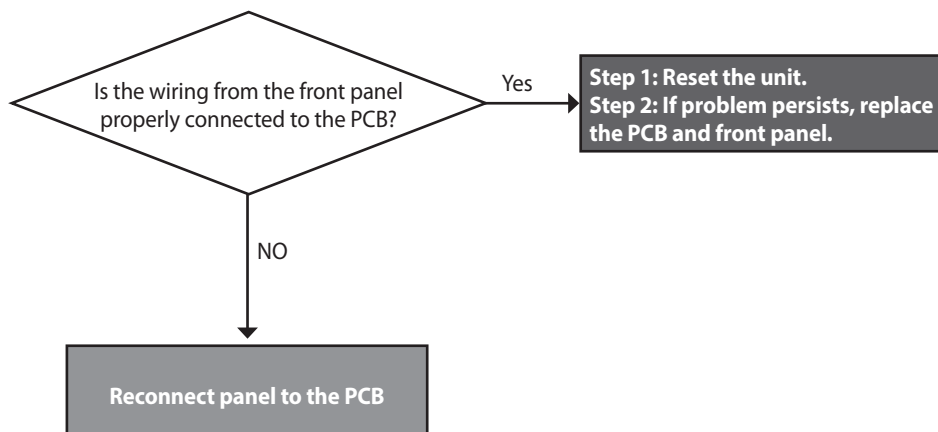 Is the wiring from the front panel
properly connected to the PCB?
Yes
Step 1: Reset the unit.
Step 2: If problem persists, replace
the PCB and front panel.
NO
Reconnect panel to the PCB